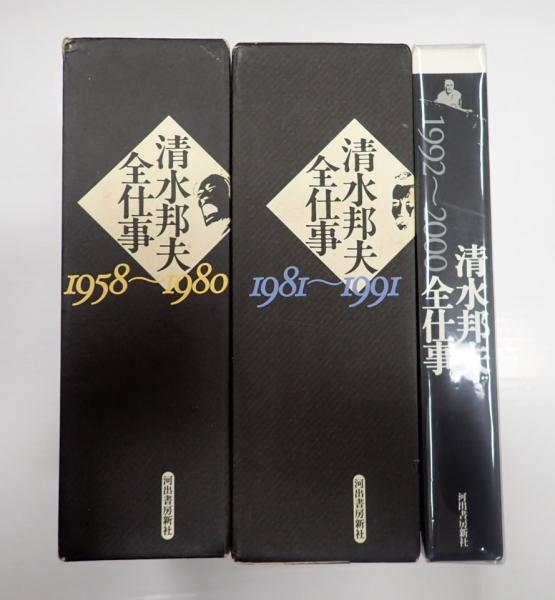 清水邦夫
全仕事
1958〜1980
河出書房新社
清水邦夫
全仕事
1981〜1991
河出書房新社
1992〜2000
清水邦夫
全仕事
河出書房新社